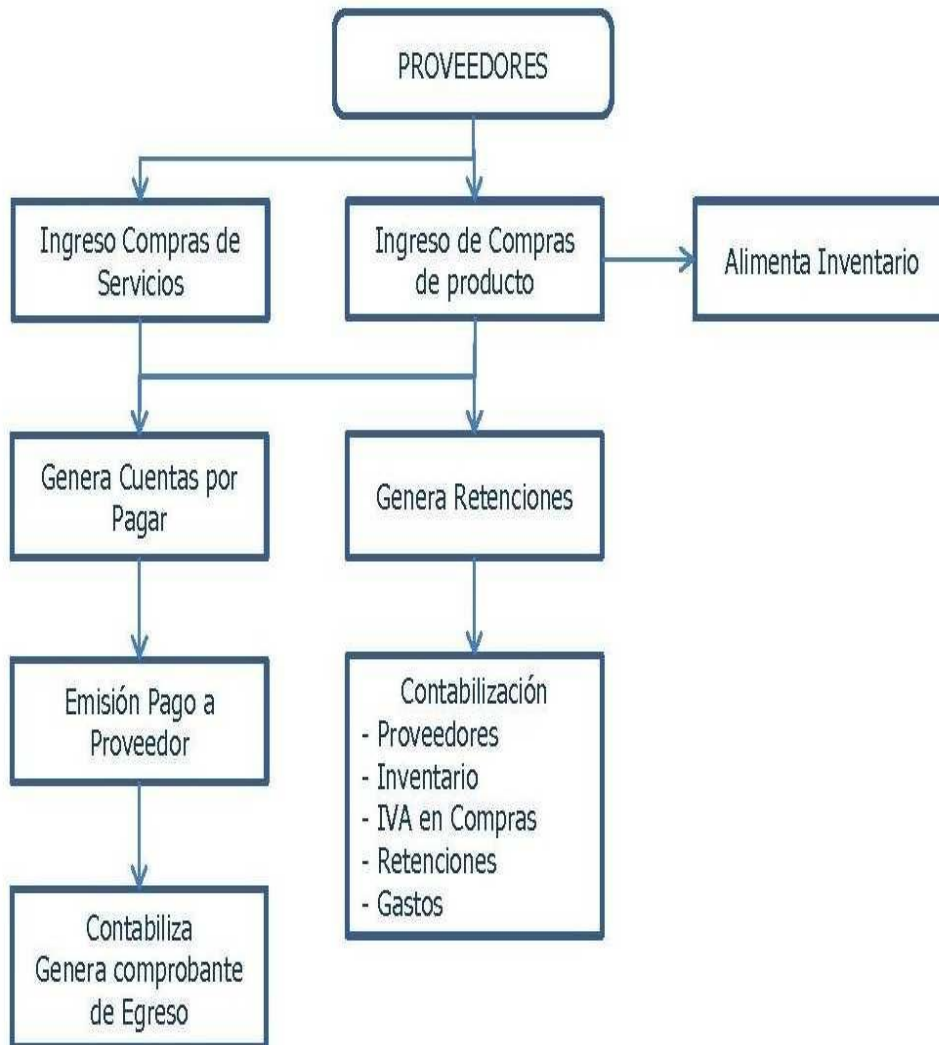 PROVEEDORES
Ingreso Compras de
Servicios
Ingreso de Compras
de producto
Alimenta Inventario
Genera Cuentas por
Pagar
Genera Retenciones
Emisión Pago a
Proveedor
Contabilización
- Proveedores
- Inventario
- IVA en Compras
- Retenciones
- Gastos
Contabiliza
Genera comprobante
de Egreso